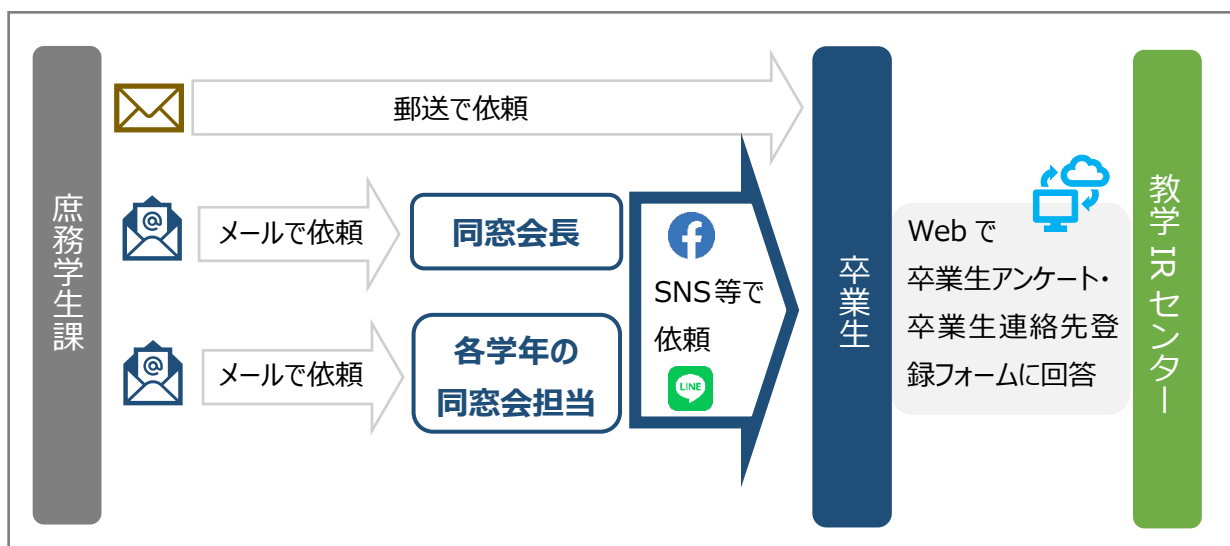 庶務学生課
郵送で依頼
メールで依頼
同窓会長
メールで依頼
各学年の
同窓会担当
SNS等で
依頼
LINE
卒業生
Webで
卒業生アンケート・
卒業生連絡先登
録フォームに回答
教学IRセンター